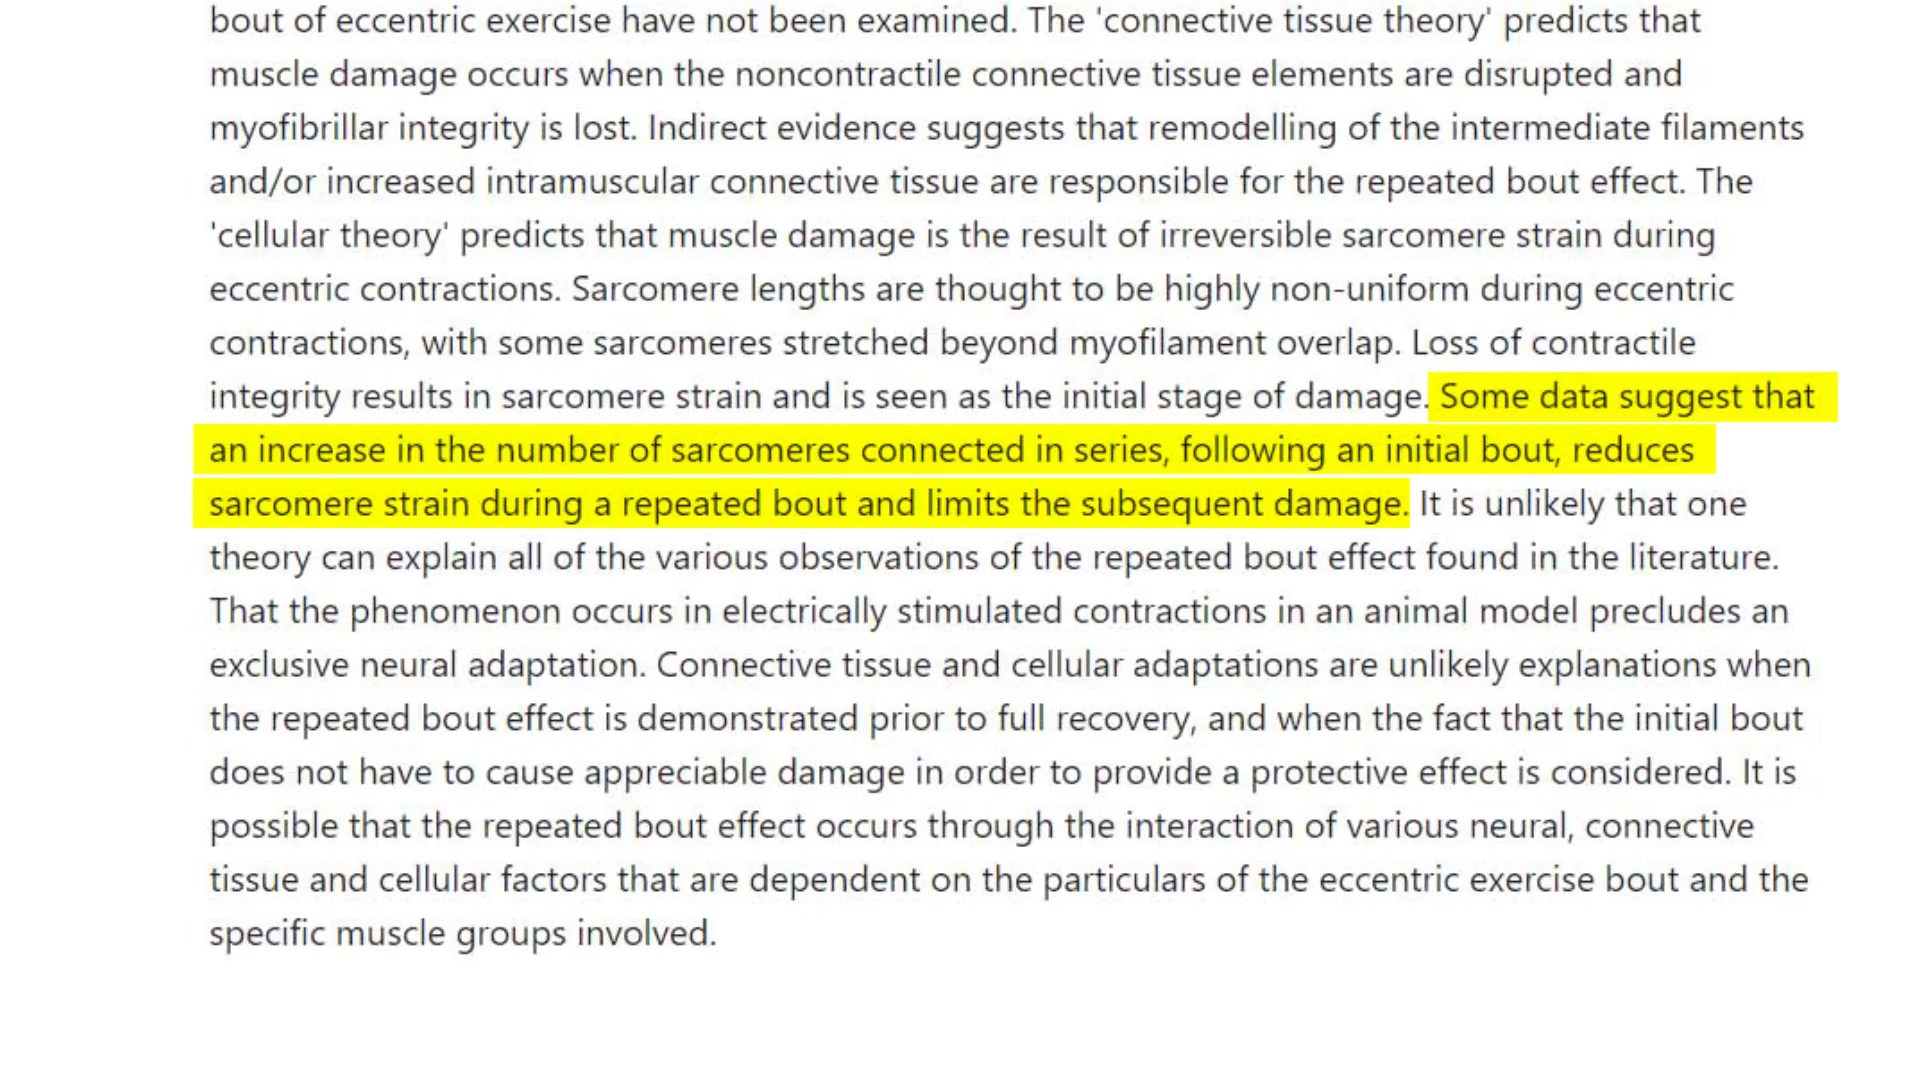 bout of eccentric exercise have not been examined. The 'connective tissue theory' predicts that
muscle damage occurs when the noncontractile connective tissue elements are disrupted and
myofibrillar integrity is lost. Indirect evidence suggests that remodelling of the intermediate filaments
and/or increased intramuscular connective tissue are responsible for the repeated bout effect. The
'cellular theory' predicts that muscle damage is the result of irreversible sarcomere strain during
eccentric contractions. Sarcomere lengths are thought to be highly non-uniform during eccentric
contractions, with some sarcomeres stretched beyond myofilament overlap. Loss of contractile
integrity results in sarcomere strain and is seen as the initial stage of damage. Some data suggest that
an increase in the number of sarcomeres connected in series, following an initial bout, reduces
sarcomere strain during a repeated bout and limits the subsequent damage. It is unlikely that one
theory can explain all of the various observations of the repeated bout effect found in the literature.
That the phenomenon occurs in electrically stimulated contractions in an animal model precludes an
exclusive neural adaptation. Connective tissue and cellular adaptations are unlikely explanations when
the repeated bout effect is demonstrated prior to full recovery, and when the fact that the initial bout
does not have to cause appreciable damage in order to provide a protective effect is considered. It is
possible that the repeated bout effect occurs through the interaction of various neural, connective
tissue and cellular factors that are dependent on the particulars of the eccentric exercise bout and the
specific muscle groups involved.